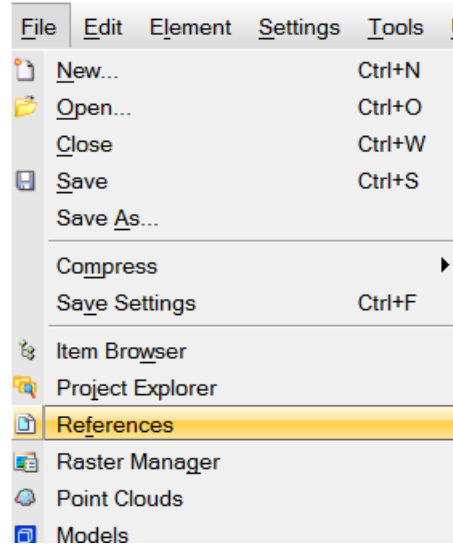 File Edit Element Settings Tools
New... Ctrl+N
Open... Ctrl+O
Close Ctrl+W
Save Ctrl+S
Save As...
Compress
Save Settings Ctrl+F
Item Browser
Project Explorer
References
Raster Manager
Point Clouds
Models